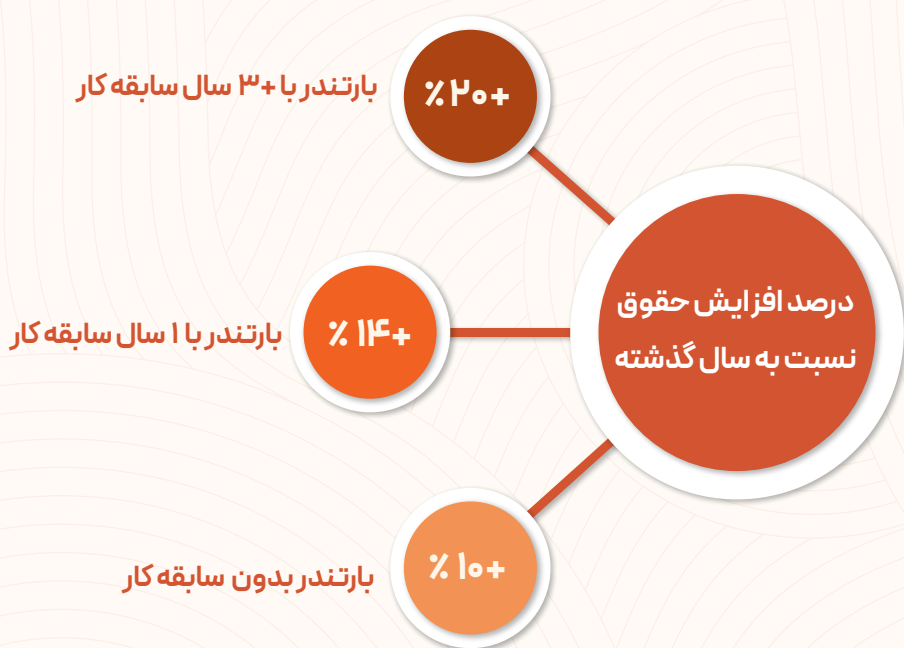 درصد افزایش حقوق
نسبت به سال گذشته
+۲۰٪
بارتندر با +۳ سال سابقه کار
+۱۴ ٪
بارتندر با ۱ سال سابقه کار
+۱۰ ٪
بارتندر بدون سابقه کار